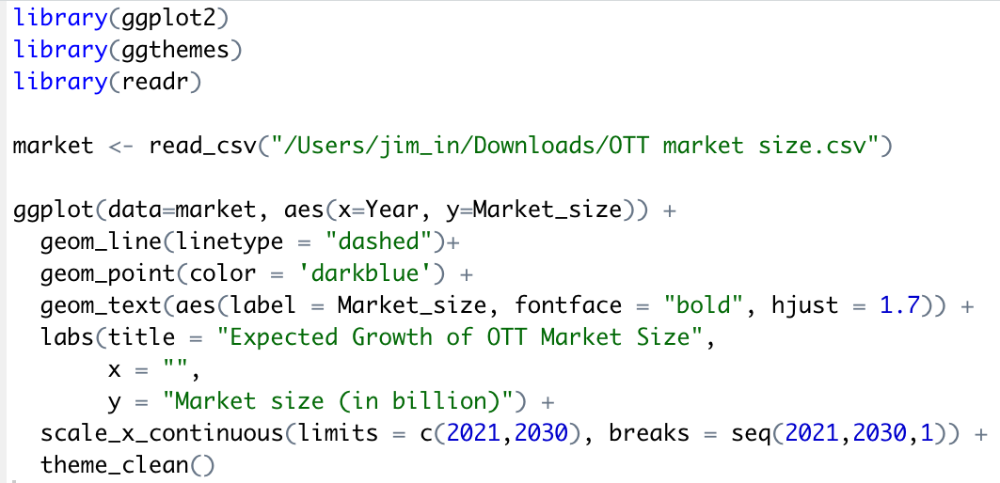 library(ggplot2)
library(ggthemes)
library(readr)
market <- read_csv("/Users/jim_in/Downloads/OTT market size.csv")
ggplot(data=market, aes(x=Year, y=Market_size)) +
geom_line(linetype = "dashed")+
geom_point(color = 'darkblue') +
geom_text(aes(label = Market_size, fontface = "bold", hjust = 1.7)) +
labs(title = "Expected Growth of OTT Market Size",
x = "",
y = "Market size (in billion)") +
scale_x_continuous(limits = c(2021,2030), breaks = seq(2021,2030,1)) +
theme_clean()